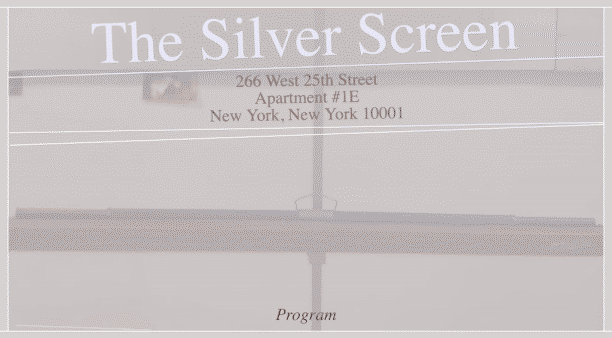 The Silver Screen
266 West 25th Street
Apartment #1E
New York, New York 10001
Program